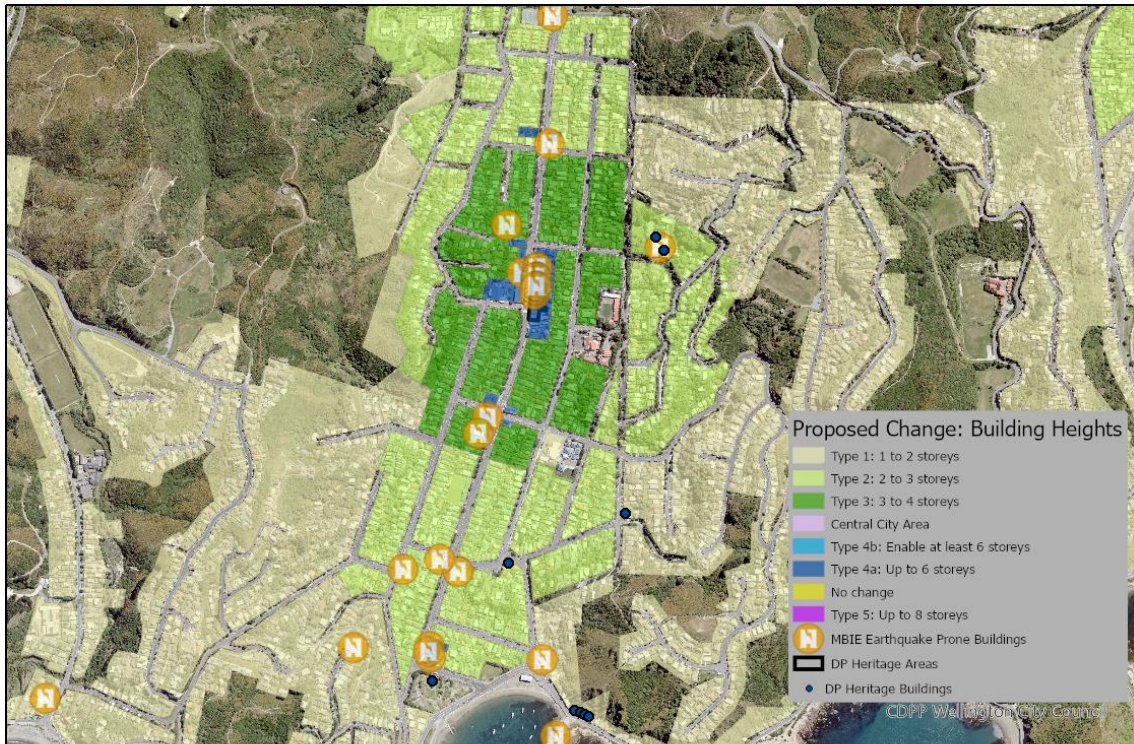 Proposed Change: Building Heights
Type 1: 1 to 2 storeys
Type 2: 2 to 3 storeys
Type 3: 3 to 4 storeys
Central City Area
Type 4b: Enable at least 6 storeys
Type 4a: Up to 6 storeys
No change
Type 5: Up to 8 storeys
MBIE Earthquake Prone Buildings
DP Heritage Areas
DP Heritage Buildings
CDPP Wellington City Council